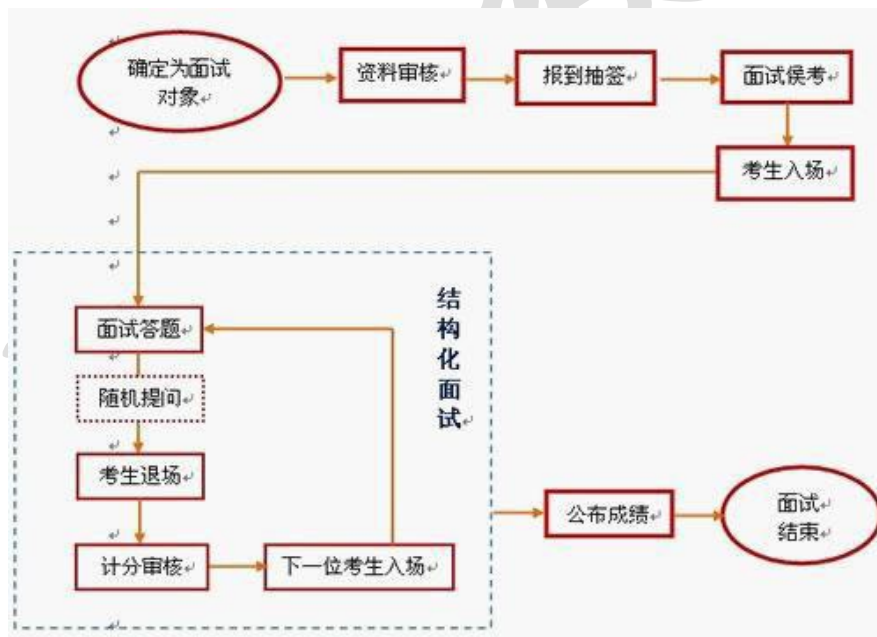 确定为面试
对象
资料审核
报到抽签
面试侯考
考生入场
结
构
化
面
试
面试答题
随机提问
考生退场
计分审核
下一位考生入场
公布成绩
面试
结束